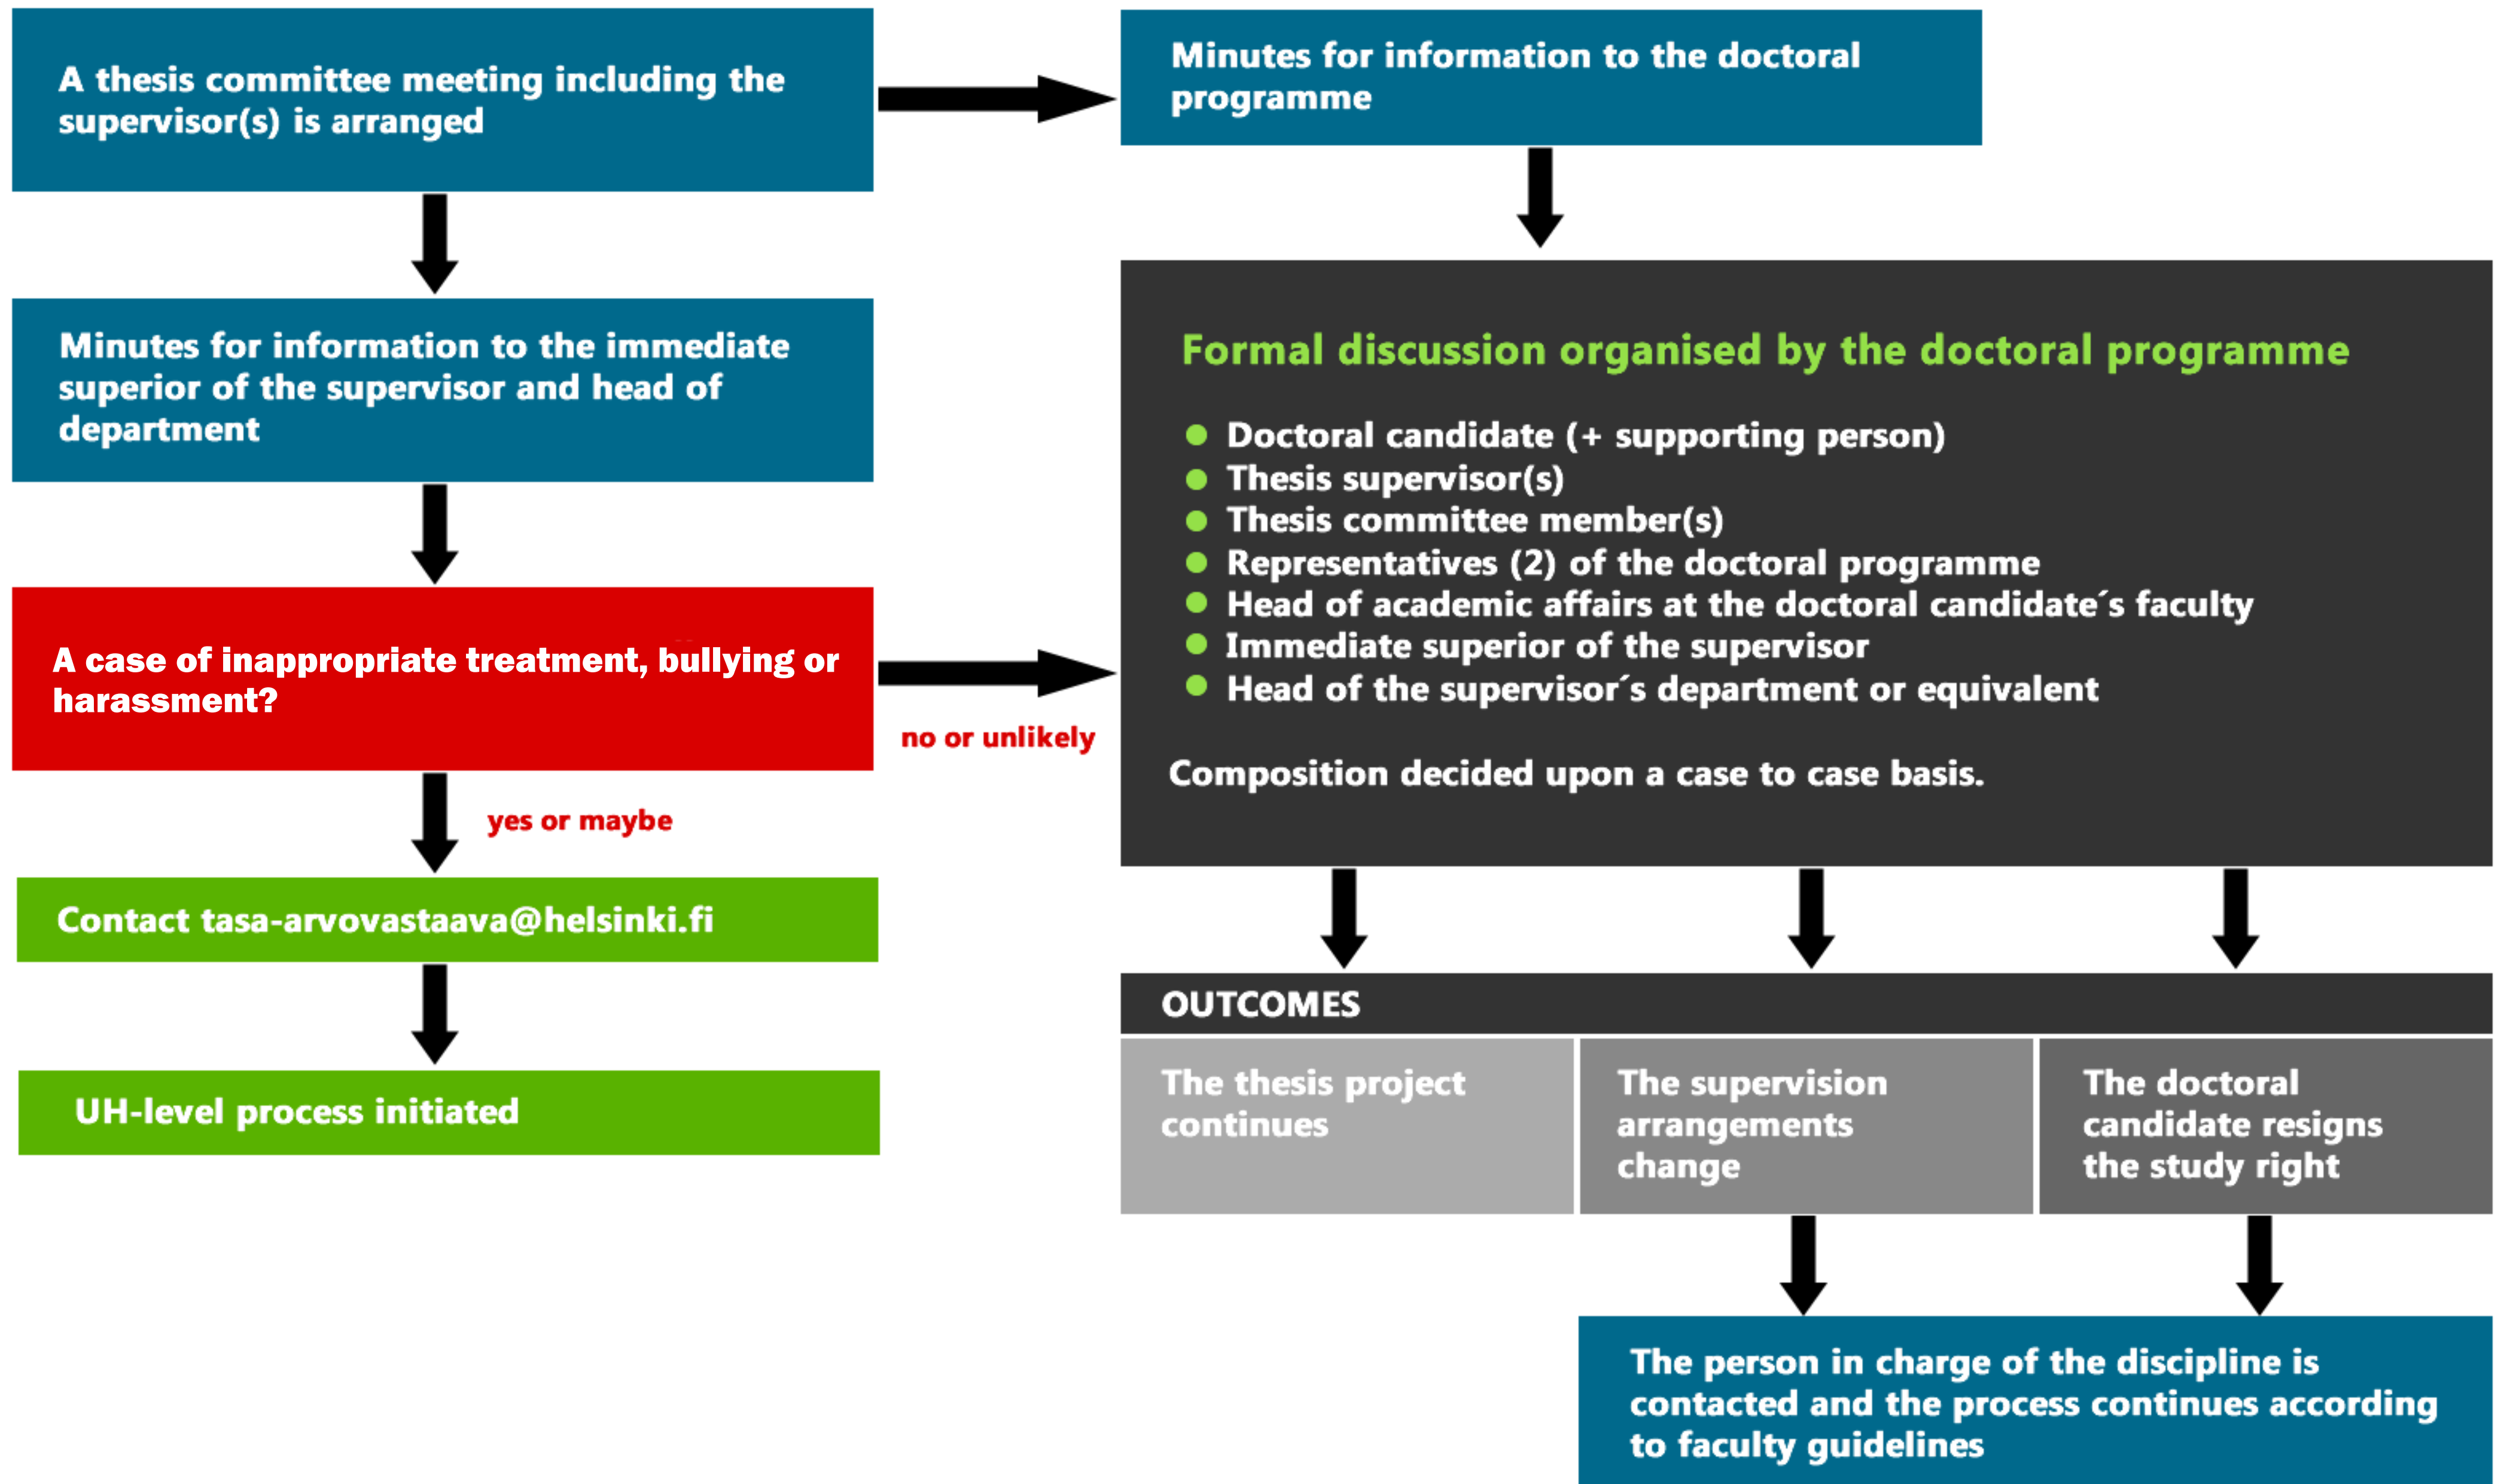 A thesis committee meeting including the
supervisor(s) is arranged
Minutes for information to the doctoral
programme
Minutes for information to the immediate
superior of the supervisor and head of
department
A case of inappropriate treatment, bullying or
harassment?
no or unlikely
yes or maybe
Contact tasa-arvovastaava@helsinki.fi
UH-level process initiated
Formal discussion organised by the doctoral programme
Doctoral candidate (+ supporting person)
Thesis supervisor(s)
Thesis committee member(s)
Representatives (2) of the doctoral programme
Head of academic affairs at the doctoral candidate´s faculty
Immediate superior of the supervisor
Head of the supervisor´s department or equivalent
Composition decided upon a case to case basis.
OUTCOMES
The thesis project
continues
The supervision
arrangements
change
The doctoral
candidate resigns
the study right
The person in charge of the discipline is
contacted and the process continues according
to faculty guidelines